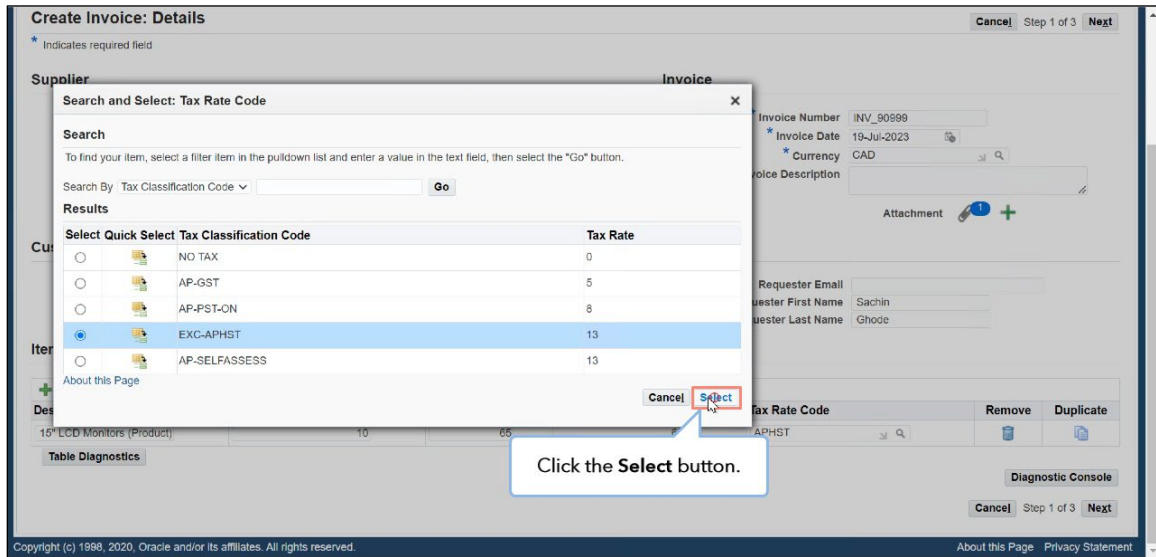 Create Invoice: Details
Cancel Step 1 of 3 Next
* Indicates required field
Supplier
Invoice
Search and Select: Tax Rate Code
×
Search
To find your item, select a filter item in the pulldown list and enter a value in the text field, then select the "Go" button.
Search By Tax Classification Code Go
Results
Select Quick Select Tax Classification Code Tax Rate
NO TAX 0
AP-GST 5
AP-PST-ON 8
EXC-APHST 13
AP-SELFASSESS 13
About this Page
Cancel Select
* Invoice Number INV_90999
* Invoice Date 19-Jul-2023
* Currency CAD
voice Description
Attachment 1
Cus
Requester Email
uester First Name Sachin
uester Last Name Ghode
Iter
Des
Tax Rate Code Remove Duplicate
15" LCD Monitors (Product) 10 65 APHST
Table Diagnostics
Click the Select button.
Diagnostic Console
Cancel Step 1 of 3 Next
Copyright (c) 1998, 2020, Oracle and/or its affiliates. All rights reserved.
About this Page Privacy Statement